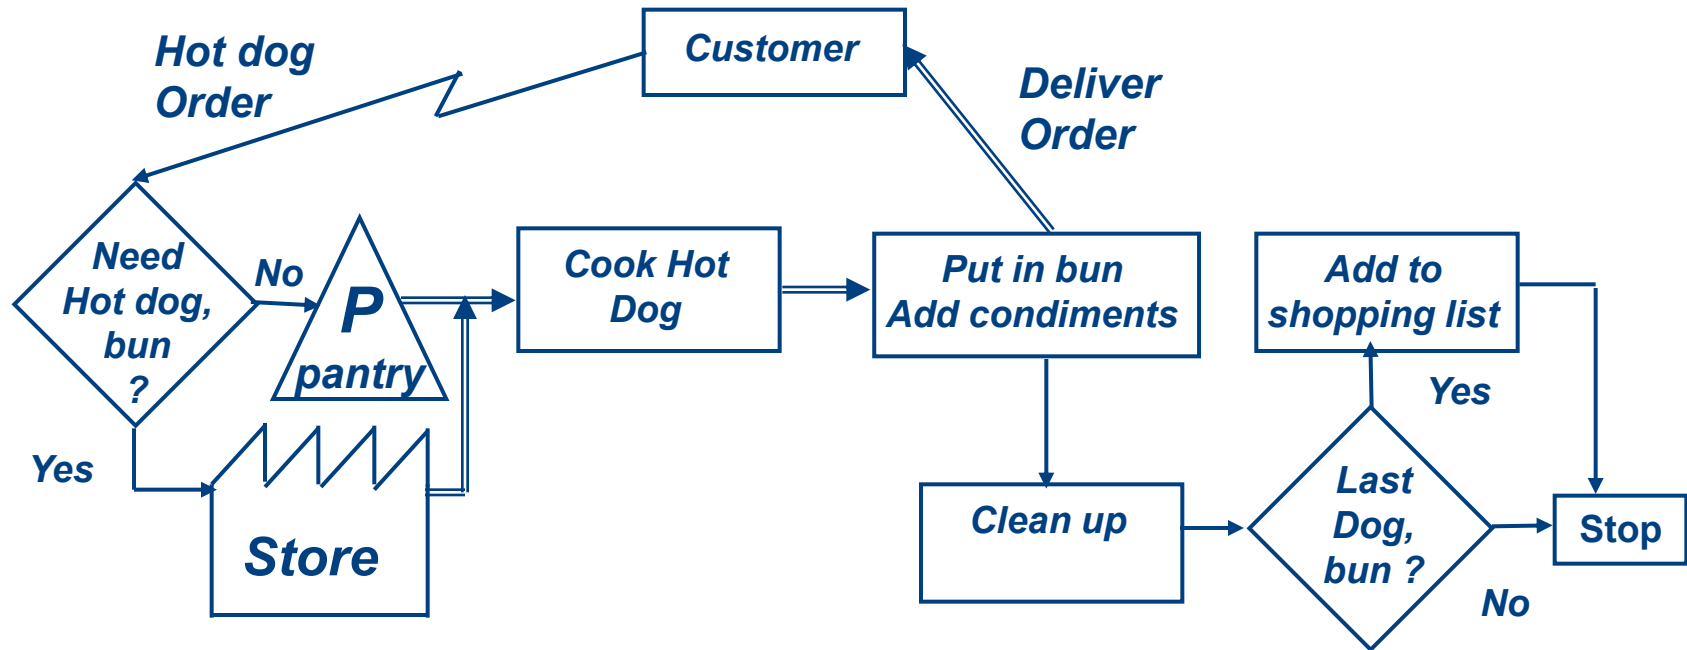 Hot dog
Order
Customer
Deliver
Order
Need
Hot dog,
bun
?
No
P
pantry
Cook Hot
Dog
Put in bun
Add condiments
Add to
shopping list
Yes
Store
Clean up
Yes
Last
Dog,
bun ?
Stop
No